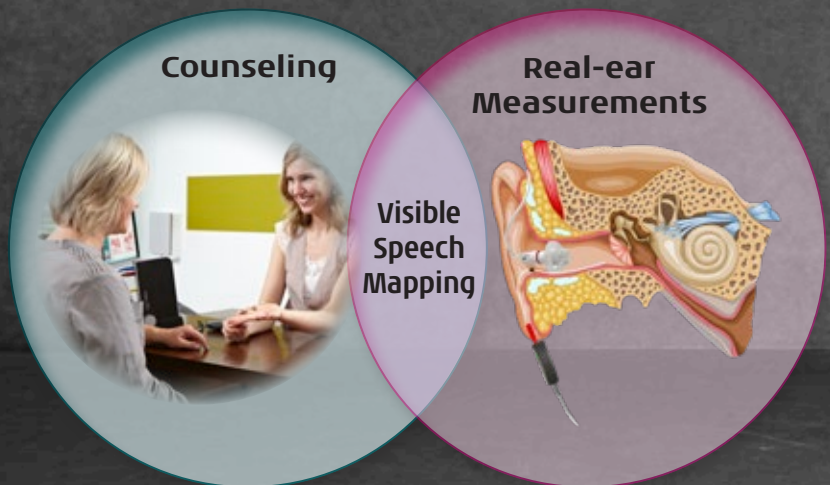 Counseling
Real-ear
Measurements
Visible
Speech
Mapping